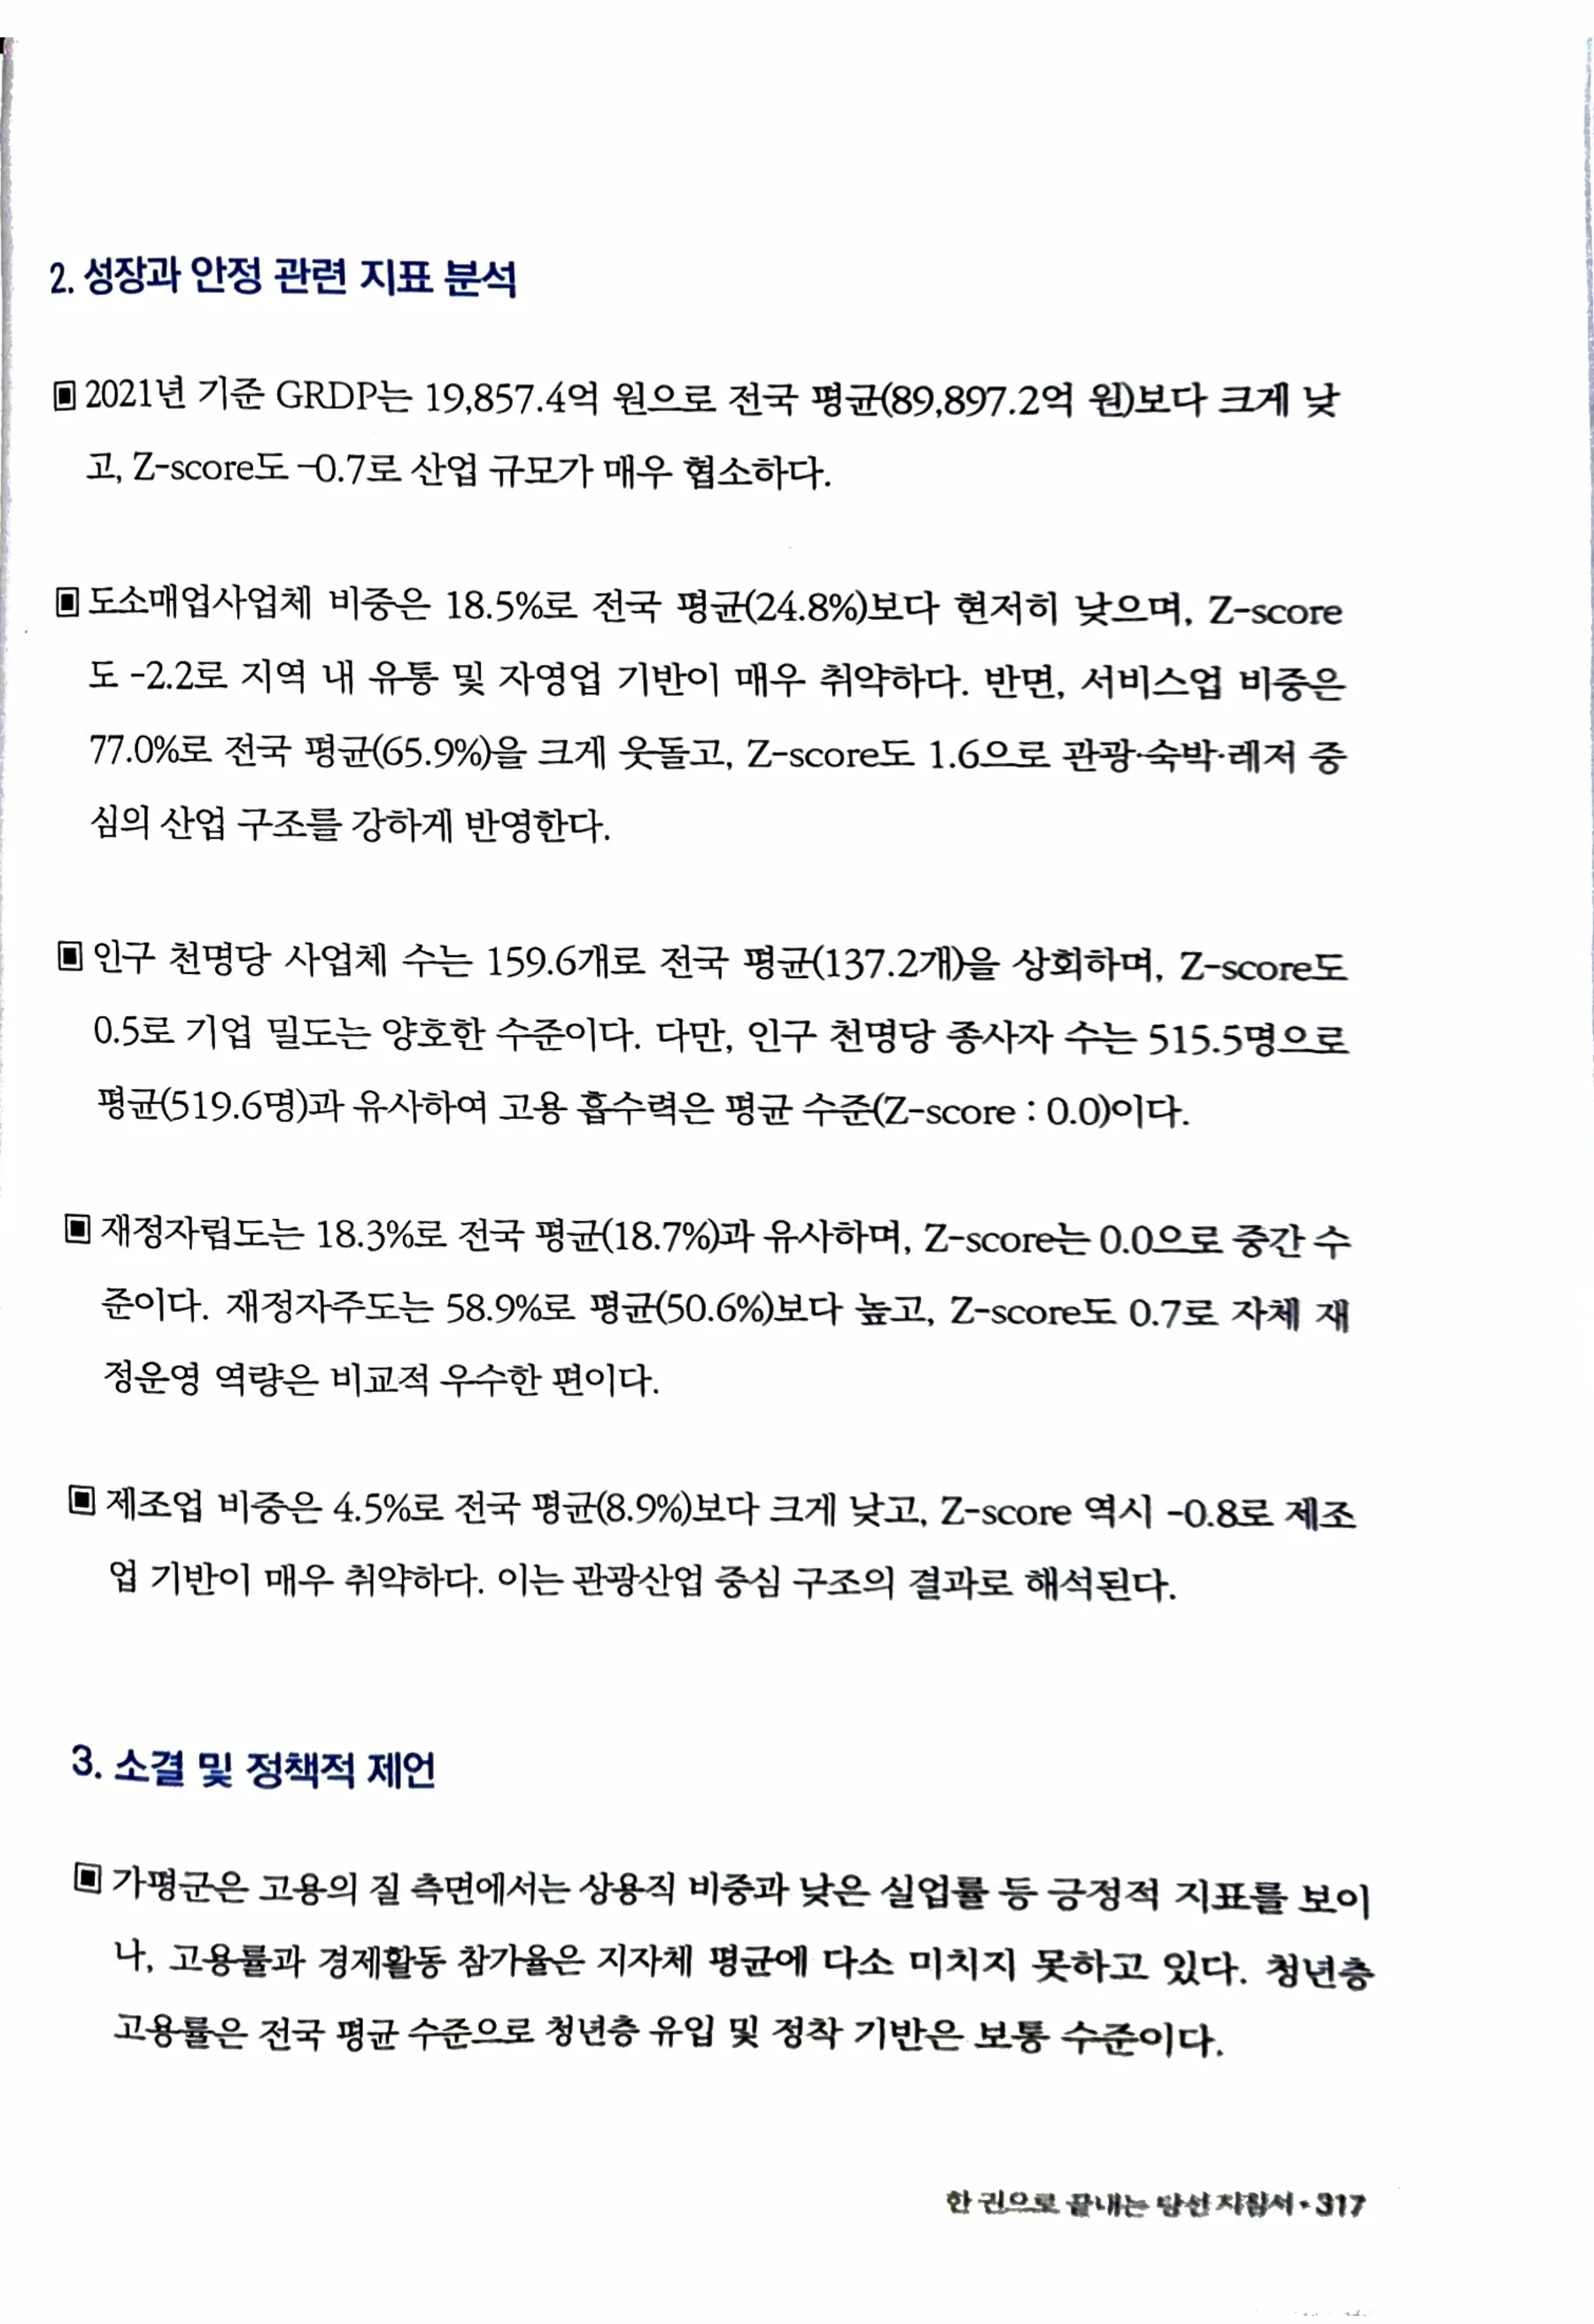 2. 성장과 안정 관련 지표 분석
▣ 2021년 기준 GRDP는 19,857.4억 원으로 전국 평균(89,897.2억 원)보다 크게 낮
고, Z-score도 -0.7로 산업 규모가 매우 협소하다.
▣ 도소매업사업체 비중은 18.5%로 전국 평균(24.8%)보다 현저히 낮으며, Z-score
도 -2.2로 지역 내 유통 및 자영업 기반이 매우 취약하다. 반면, 서비스업 비중은
77.0%로 전국 평균(65.9%)을 크게 웃돌고, Z-score도 1.6으로 관광·숙박·레저 중
심의 산업 구조를 강하게 반영한다.
▣ 인구 천명당 사업체 수는 159.6개로 전국 평균(137.2개)을 상회하며, Z-score도
0.5로 기업 밀도는 양호한 수준이다. 다만, 인구 천명당 종사자 수는 515.5명으로
평균(519.6명)과 유사하여 고용 흡수력은 평균 수준(Z-score : 0.0)이다.
▣ 재정자립도는 18.3%로 전국 평균(18.7%)과 유사하며, Z-score는 0.0으로 중간 수
준이다. 재정자주도는 58.9%로 평균(50.6%)보다 높고, Z-score도 0.7로 자체 재
정운영 역량은 비교적 우수한 편이다.
▣ 제조업 비중은 4.5%로 전국 평균(8.9%)보다 크게 낮고, Z-score 역시 -0.8로 제조
업 기반이 매우 취약하다. 이는 관광산업 중심 구조의 결과로 해석된다.
3. 소결 및 정책적 제언
▣ 가평군은 고용의 질 측면에서는 상용직 비중과 낮은 실업률 등 긍정적 지표를 보이
나, 고용률과 경제활동 참가율은 지자체 평균에 다소 미치지 못하고 있다. 청년층
고용률은 전국 평균 수준으로 청년층 유입 및 정착 기반은 보통 수준이다.
한 권으로 끝내는 당선 지침서 • 317